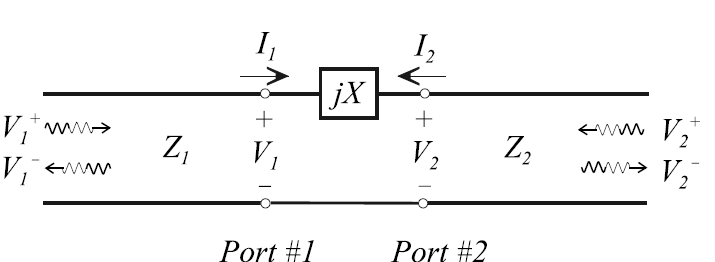 I₁ I₂
jX
V₁⁺ + + V₂⁺
Z₁ V₁ V₂ Z₂
V₁⁻ − − V₂⁻
Port #1 Port #2